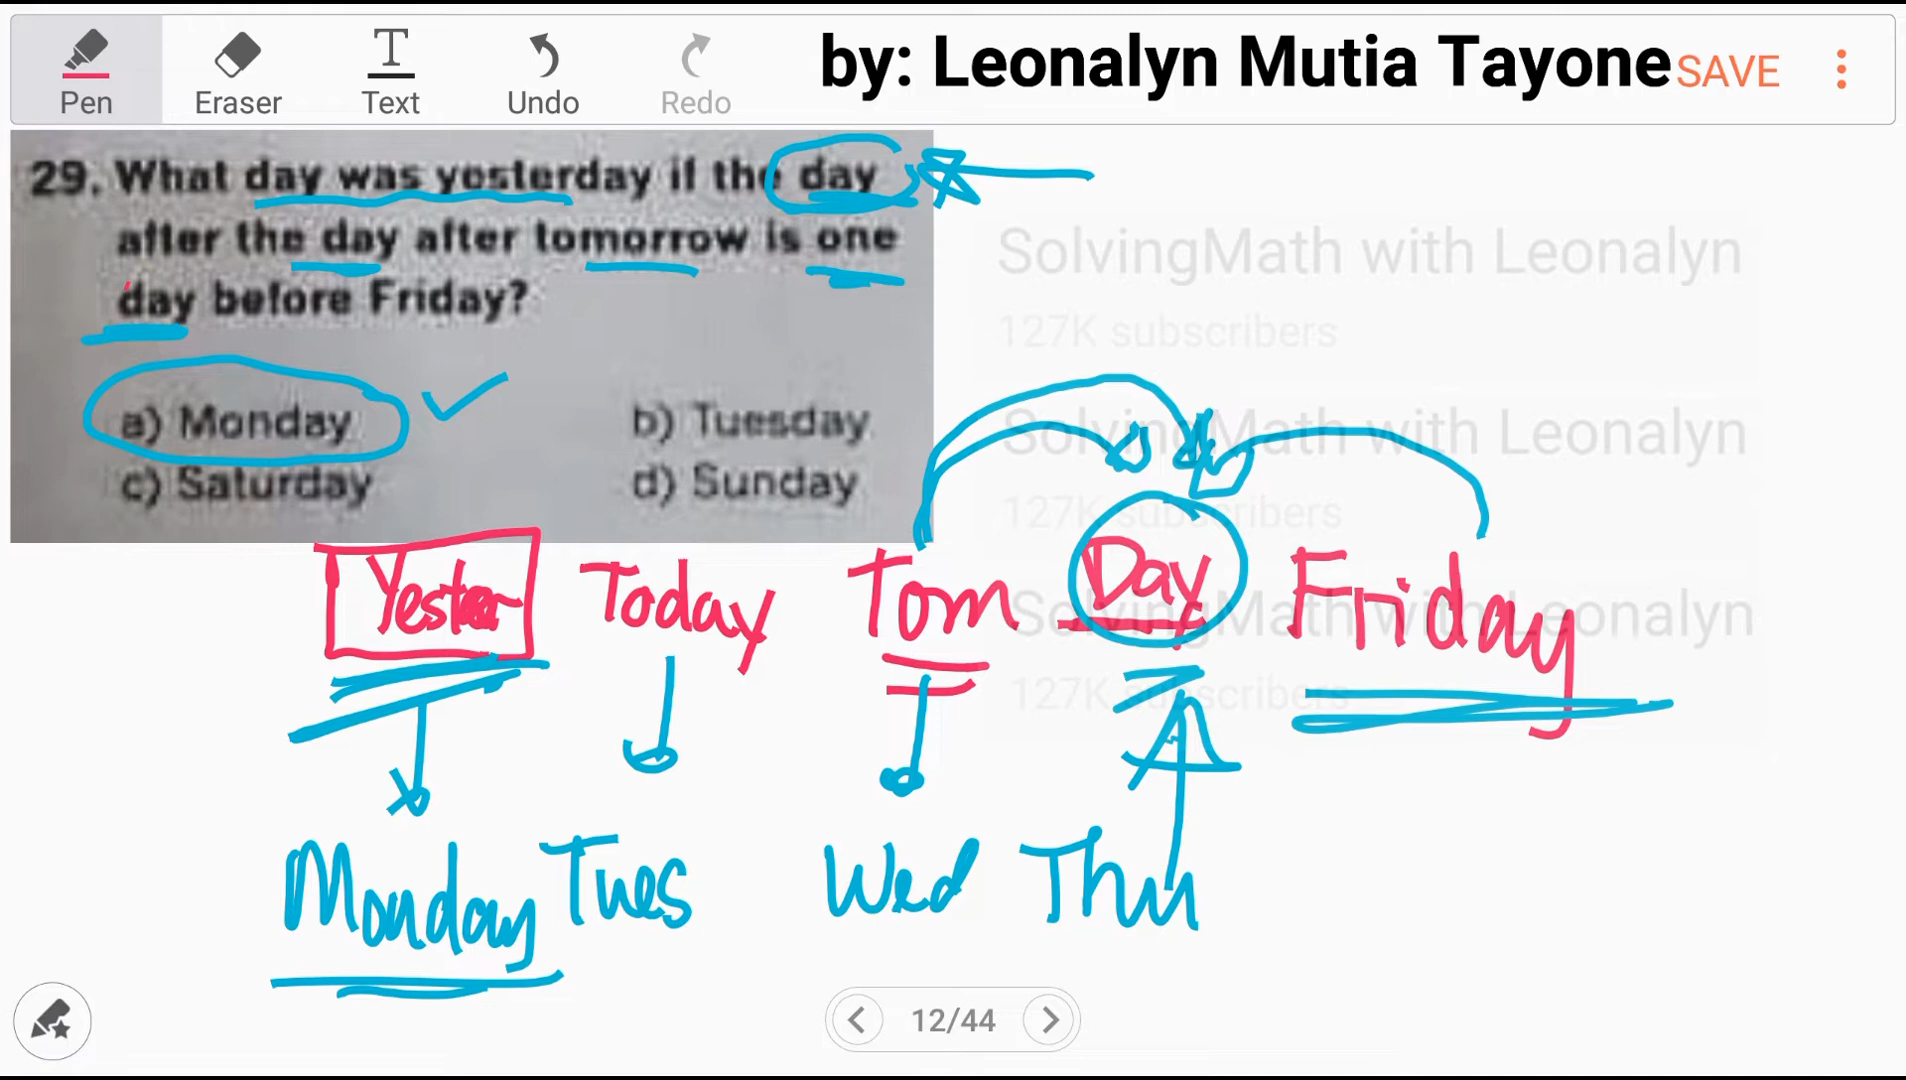 by: Leonalyn Mutia Tayone
SAVE
Pen Eraser Text Undo Redo
29. What day was yesterday if the day
after the day after tomorrow is one
day before Friday?
a) Monday b) Tuesday
c) Saturday d) Sunday
SolvingMath with Leonalyn
127K subscribers
SolvingMath with Leonalyn
127K subscribers
SolvingMath with Leonalyn
127K subscribers
Yester Today Tom Day Friday
Monday Tues Wed Thu
12/44